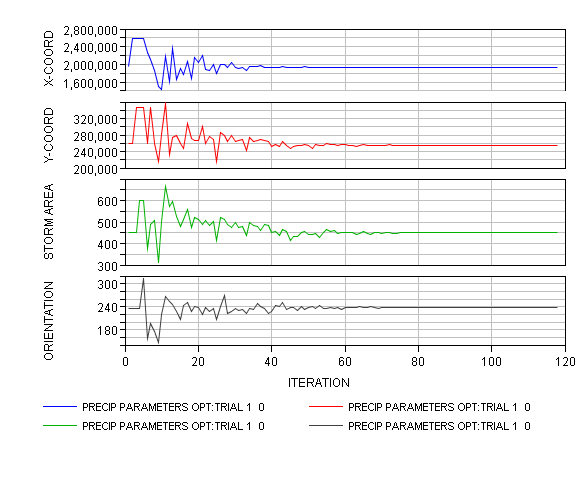 X-COORD
2,800,000
2,400,000
2,000,000
1,600,000
Y-COORD
320,000
280,000
240,000
200,000
STORM AREA
600
500
400
300
ORIENTATION
300
240
180
0 20 40 60 80 100 120
ITERATION
PRECIP PARAMETERS OPT:TRIAL 1 0 PRECIP PARAMETERS OPT:TRIAL 1 0
PRECIP PARAMETERS OPT:TRIAL 1 0 PRECIP PARAMETERS OPT:TRIAL 1 0